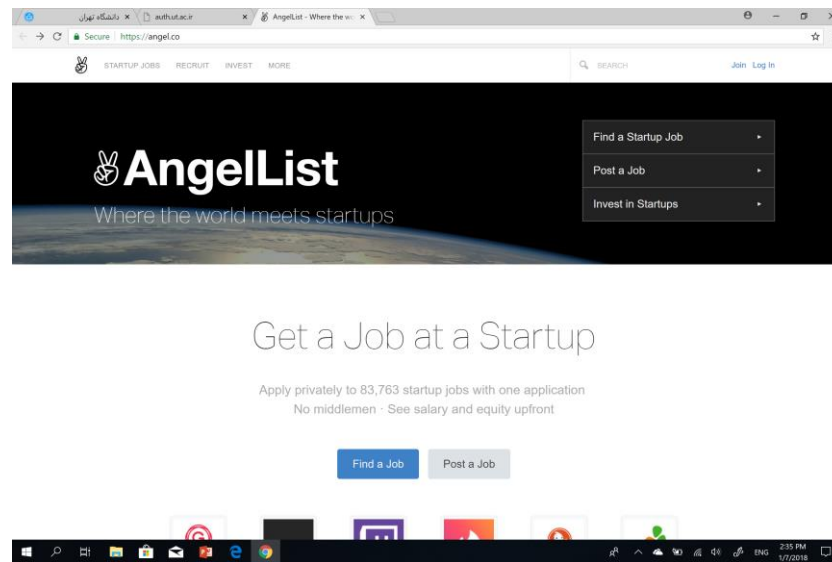 دانشگاه تهران
auth.ut.ac.ir
AngelList - Where the wo
Secure
https://angel.co
STARTUP JOBS
RECRUIT
INVEST
MORE
SEARCH
Join
Log In
AngelList
Where the world meets startups
Find a Startup Job
Post a Job
Invest in Startups
Get a Job at a Startup
Apply privately to 83,763 startup jobs with one application
No middlemen · See salary and equity upfront
Find a Job
Post a Job
ENG
2:35 PM
1/7/2018